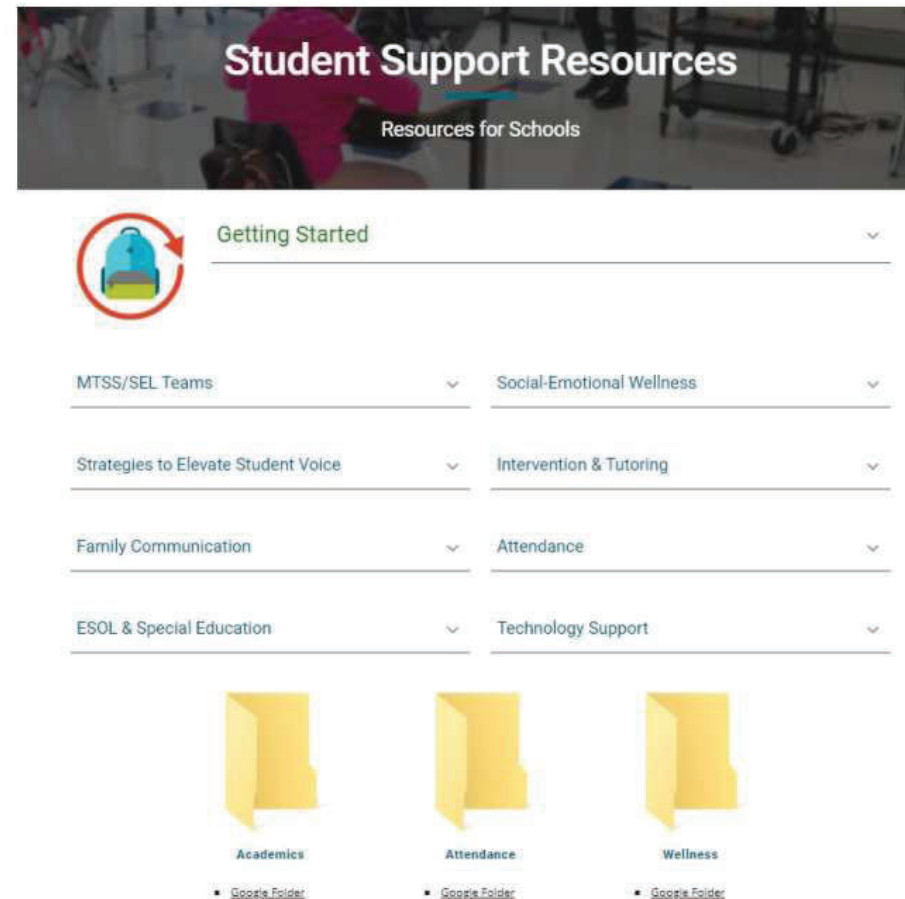 Student Support Resources
Resources for Schools
Getting Started
MTSS/SEL Teams
Social-Emotional Wellness
Strategies to Elevate Student Voice
Intervention & Tutoring
Family Communication
Attendance
ESOL & Special Education
Technology Support
Academics
Attendance
Wellness
Google Folder
Google Folder
Google Folder